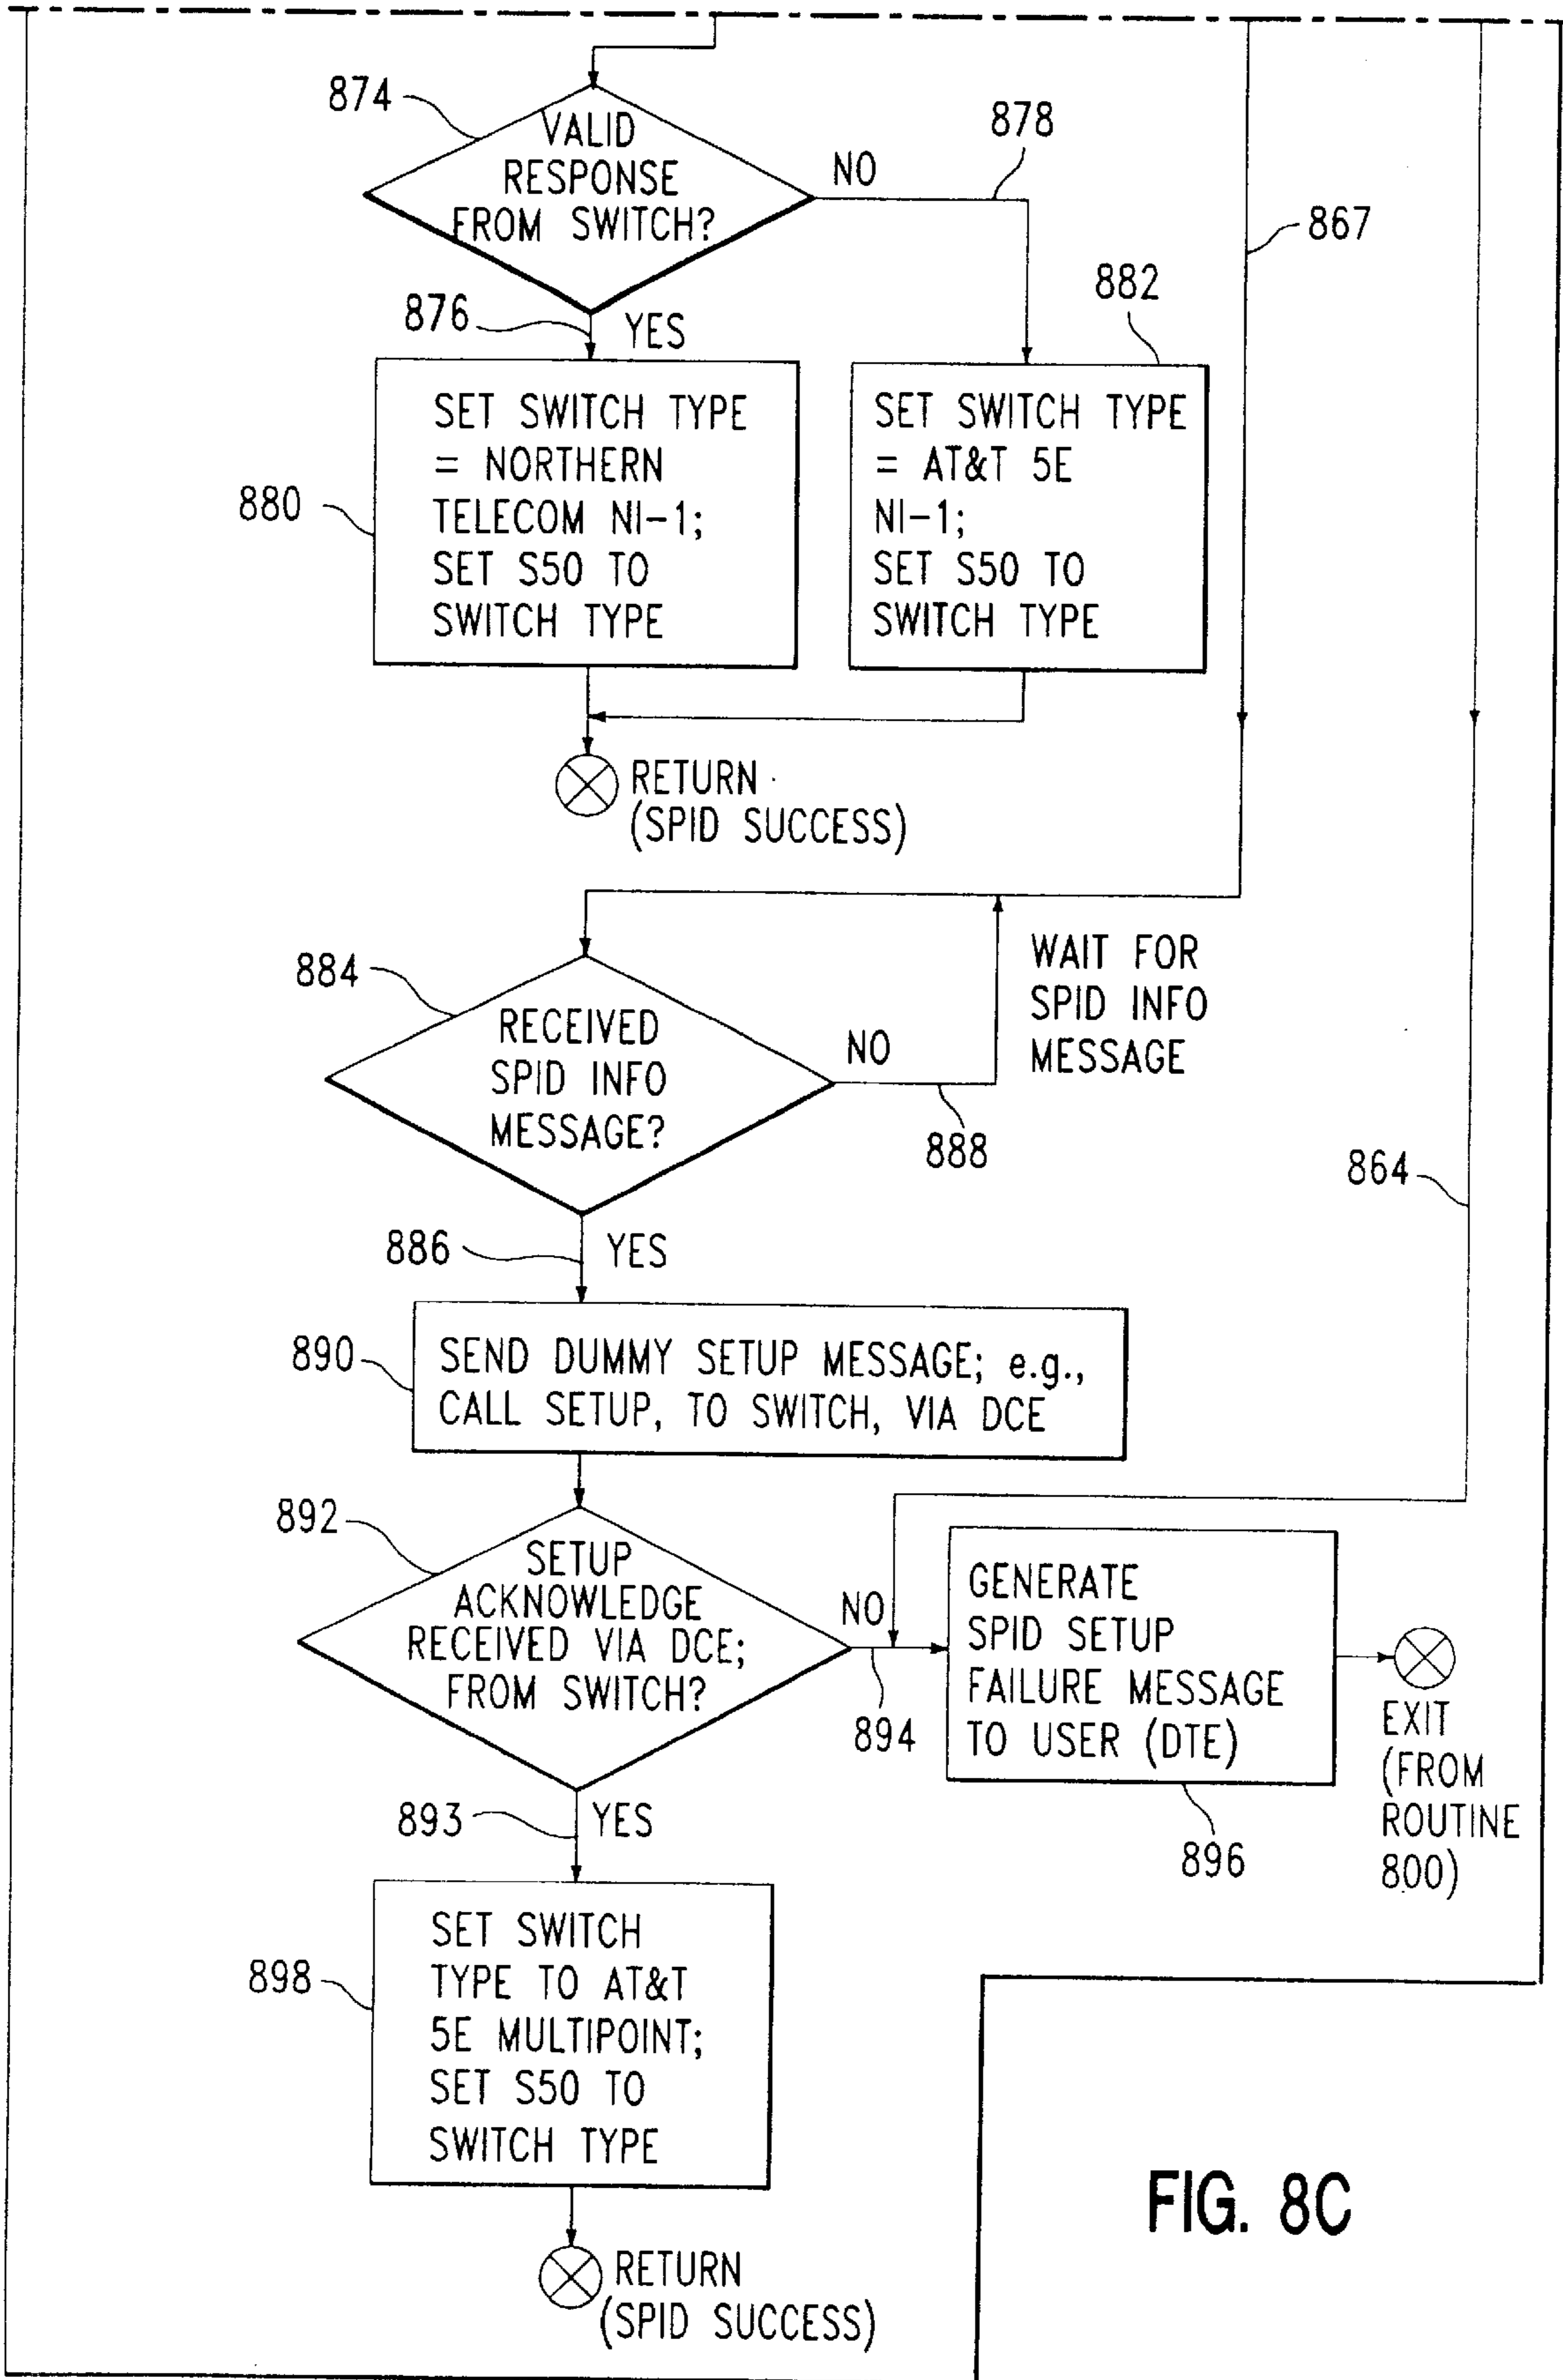 874
VALID
RESPONSE
FROM SWITCH?
NO
878
867
876
YES
882
880
SET SWITCH TYPE
= NORTHERN
TELECOM NI-1;
SET S50 TO
SWITCH TYPE
SET SWITCH TYPE
= AT&T 5E
NI-1;
SET S50 TO
SWITCH TYPE
RETURN
(SPID SUCCESS)
884
RECEIVED
SPID INFO
MESSAGE?
NO
888
WAIT FOR
SPID INFO
MESSAGE
864
886
YES
890
SEND DUMMY SETUP MESSAGE; e.g.,
CALL SETUP, TO SWITCH, VIA DCE
892
SETUP
ACKNOWLEDGE
RECEIVED VIA DCE;
FROM SWITCH?
NO
894
GENERATE
SPID SETUP
FAILURE MESSAGE
TO USER (DTE)
896
EXIT
(FROM
ROUTINE
800)
893
YES
898
SET SWITCH
TYPE TO AT&T
5E MULTIPOINT;
SET S50 TO
SWITCH TYPE
RETURN
(SPID SUCCESS)
FIG. 8C